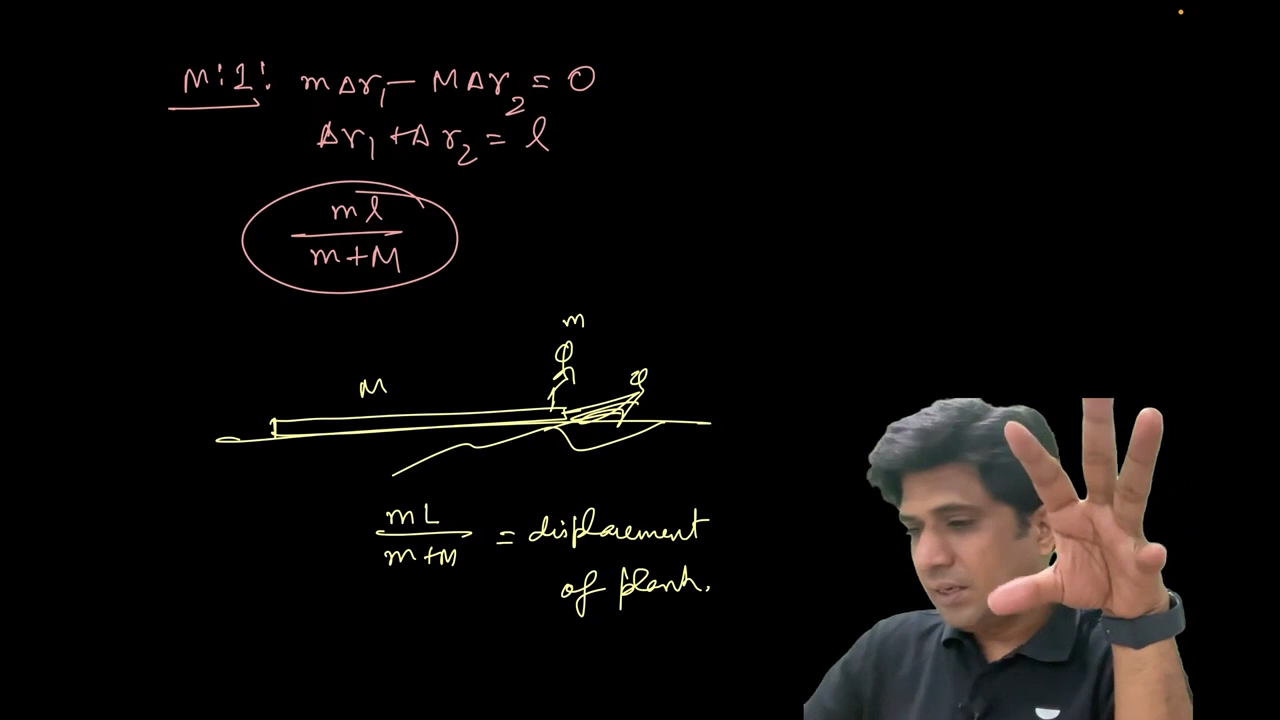 M:1: mΔr₁ - MΔr₂ = 0
Δr₁ + Δr₂ = l
ml
m+M
m
M
mL
m+M
= displacement
of plank.